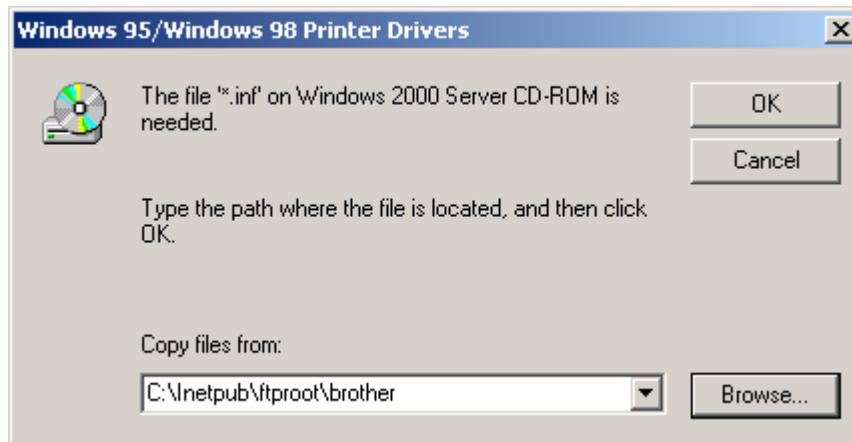 Windows 95/Windows 98 Printer Drivers
The file '*.inf' on Windows 2000 Server CD-ROM is
needed.
OK
Cancel
Type the path where the file is located, and then click
OK.
Copy files from:
C:\Inetpub\ftproot\brother
Browse...